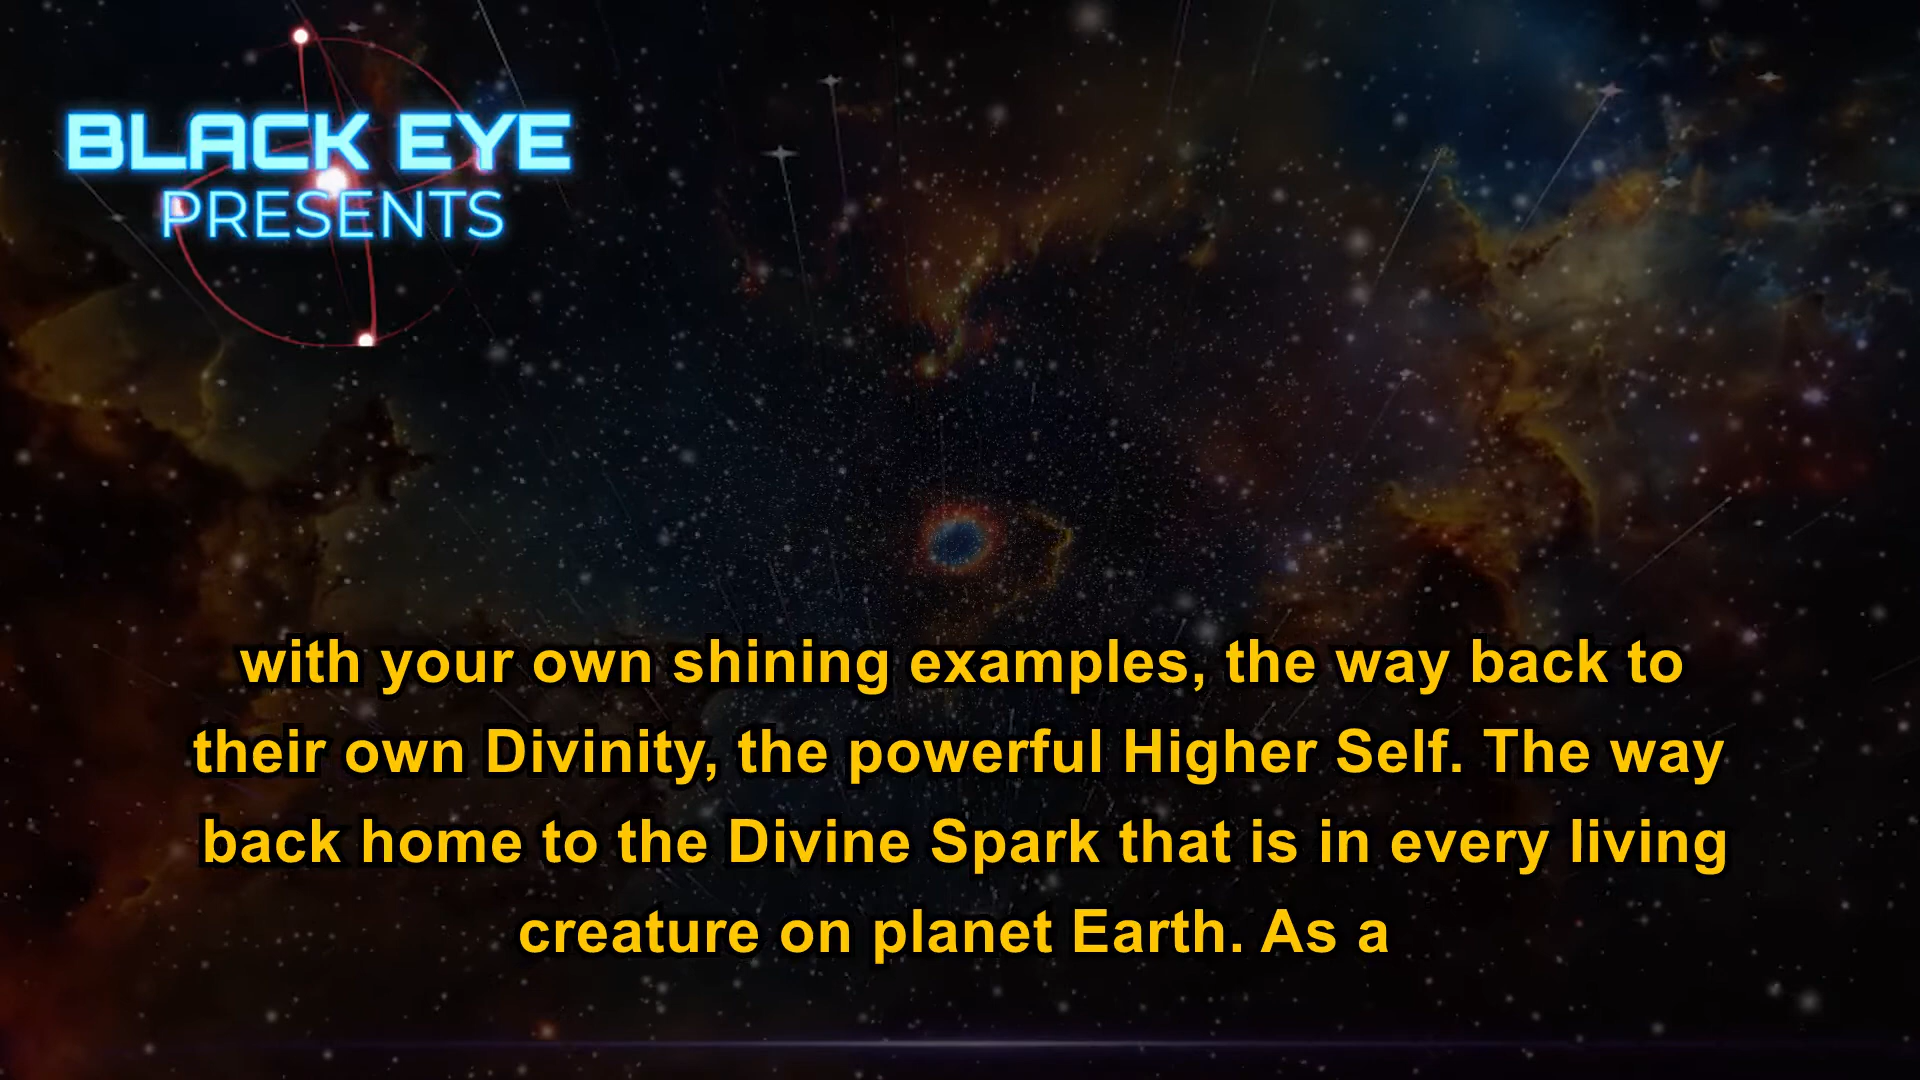 BLACK EYE
PRESENTS
with your own shining examples, the way back to
their own Divinity, the powerful Higher Self. The way
back home to the Divine Spark that is in every living
creature on planet Earth. As a